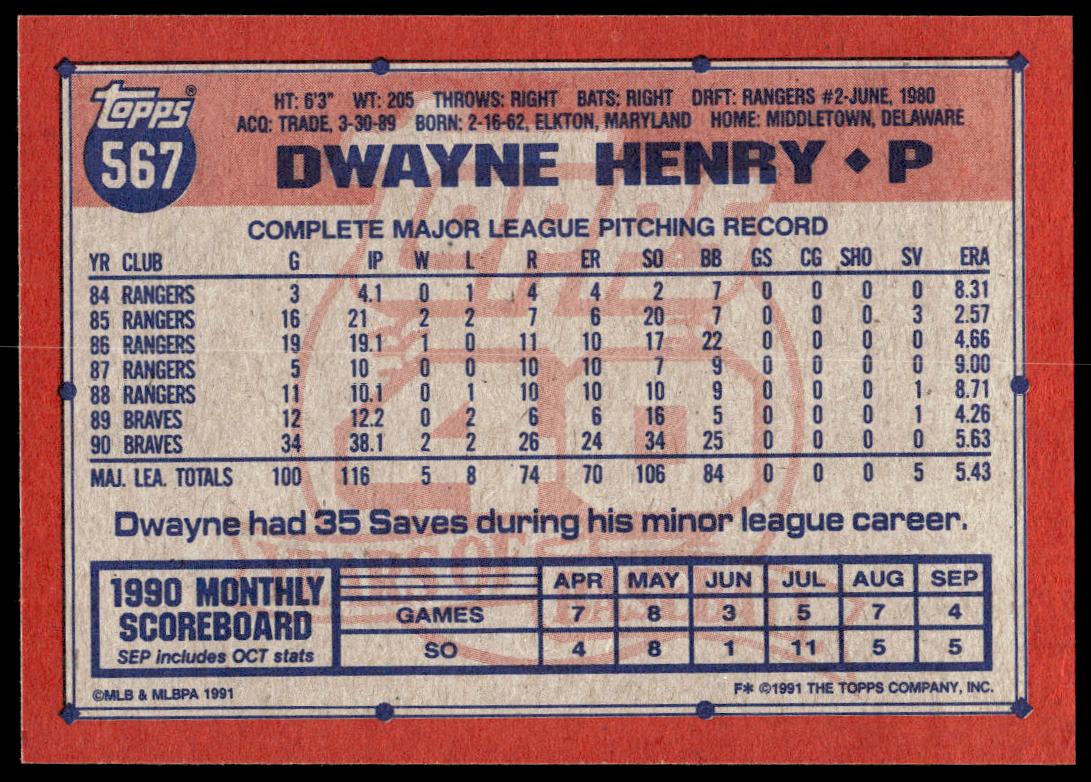 topps®
567
HT: 6'3" WT: 205 THROWS: RIGHT BATS: RIGHT DRFT: RANGERS #2-JUNE, 1980
ACQ: TRADE, 3-30-89 BORN: 2-16-62, ELKTON, MARYLAND HOME: MIDDLETOWN, DELAWARE
DWAYNE HENRY ◆ P
COMPLETE MAJOR LEAGUE PITCHING RECORD
YR CLUB G IP W L R ER SO BB GS CG SHO SV ERA
84 RANGERS 3 4.1 0 1 4 4 2 7 0 0 0 0 8.31
85 RANGERS 16 21 2 2 7 6 20 7 0 0 0 3 2.57
86 RANGERS 19 19.1 1 0 11 10 17 22 0 0 0 0 4.66
87 RANGERS 5 10 0 0 10 10 7 9 0 0 0 0 9.00
88 RANGERS 11 10.1 0 1 10 10 10 9 0 0 0 1 8.71
89 BRAVES 12 12.2 0 2 6 6 16 5 0 0 0 1 4.26
90 BRAVES 34 38.1 2 2 26 24 34 25 0 0 0 0 5.63
MAJ. LEA. TOTALS 100 116 5 8 74 70 106 84 0 0 0 5 5.43
Dwayne had 35 Saves during his minor league career.
1990 MONTHLY
SCOREBOARD
SEP includes OCT stats
APR MAY JUN JUL AUG SEP
GAMES 7 8 3 5 7 4
SO 4 8 1 11 5 5
©MLB & MLBPA 1991
F* ©1991 THE TOPPS COMPANY, INC.